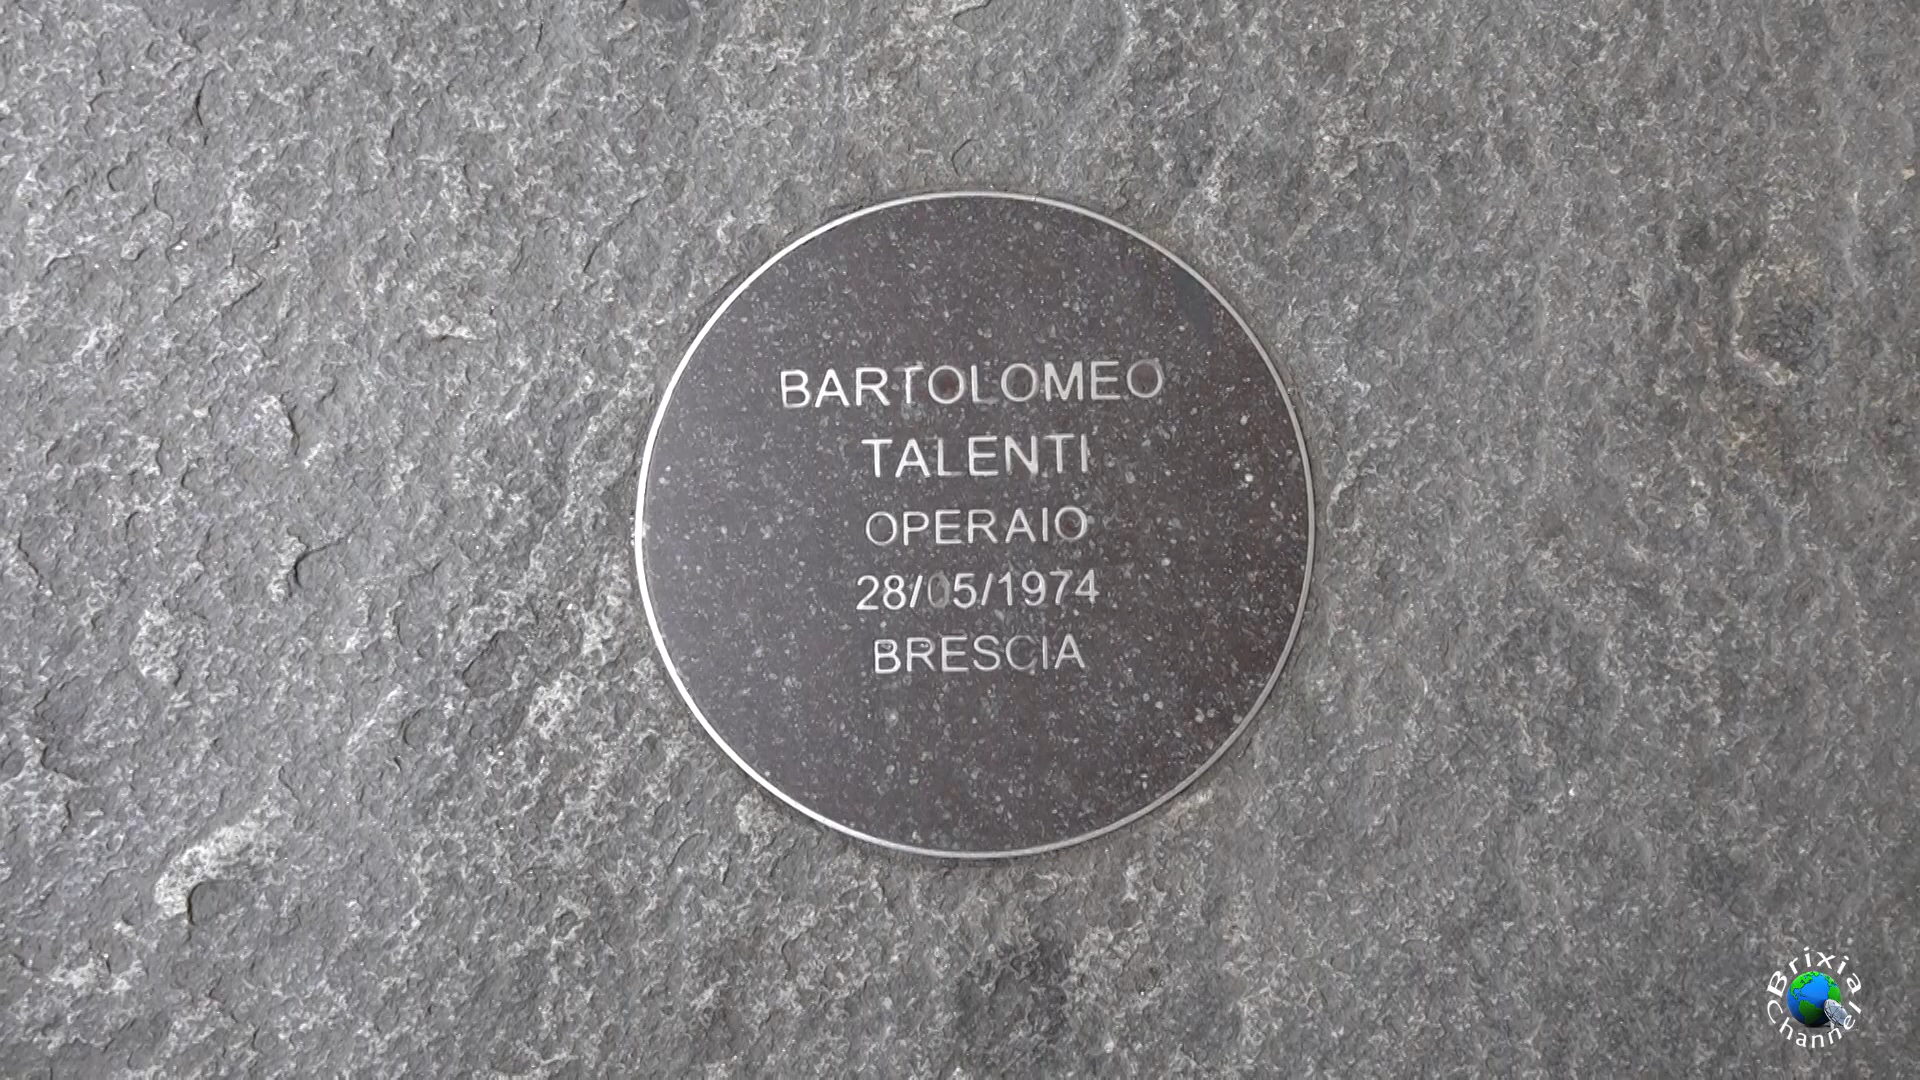 BARTOLOMEO
TALENTI
OPERAIO
28/05/1974
BRESCIA
Brixia
Channel